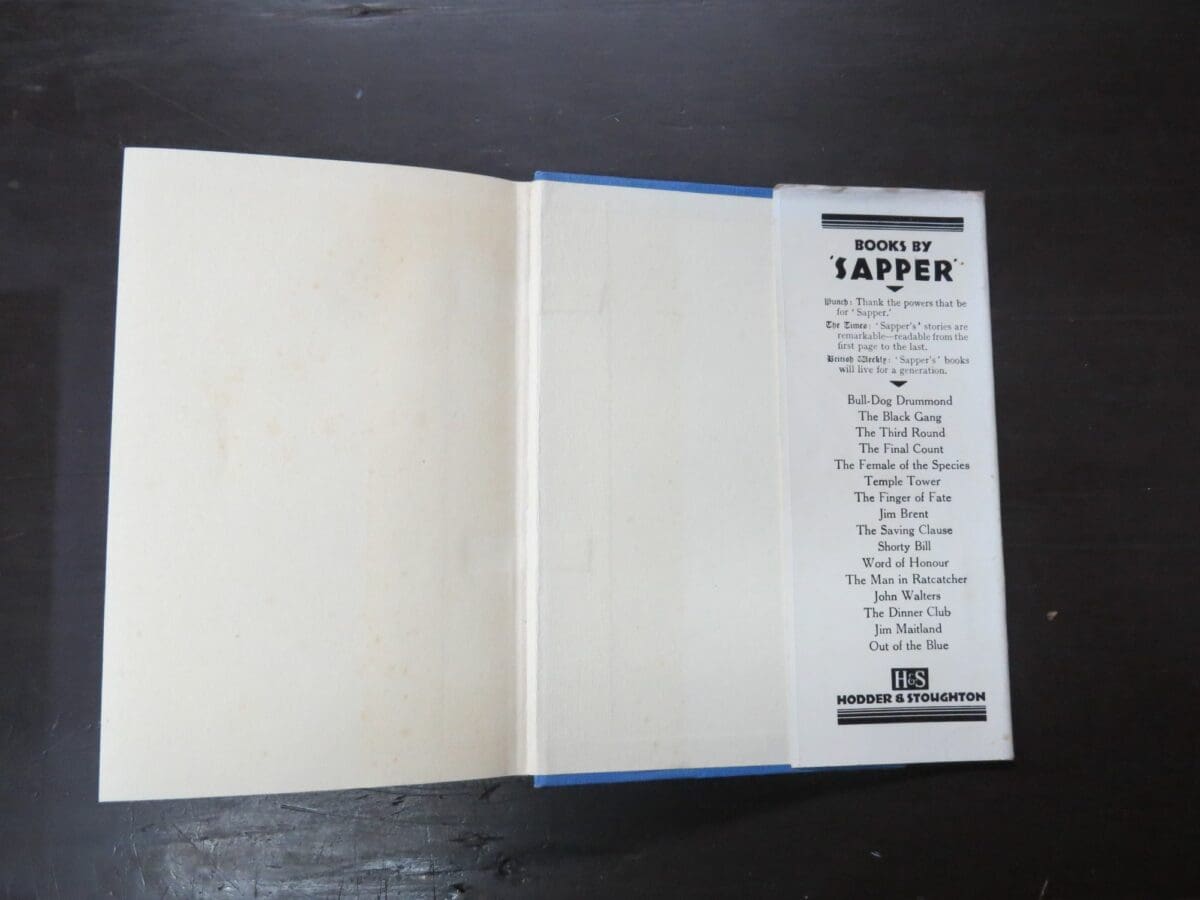 BOOKS BY
'SAPPER'
Punch: Thank the powers that be
for 'Sapper.'
The Times: 'Sapper's' stories are
remarkable—readable from the
first page to the last.
British Weekly: 'Sapper's' books
will live for a generation.
Bull-Dog Drummond
The Black Gang
The Third Round
The Final Count
The Female of the Species
Temple Tower
The Finger of Fate
Jim Brent
The Saving Clause
Shorty Bill
Word of Honour
The Man in Ratcatcher
John Walters
The Dinner Club
Jim Maitland
Out of the Blue
H&S
HODDER & STOUGHTON